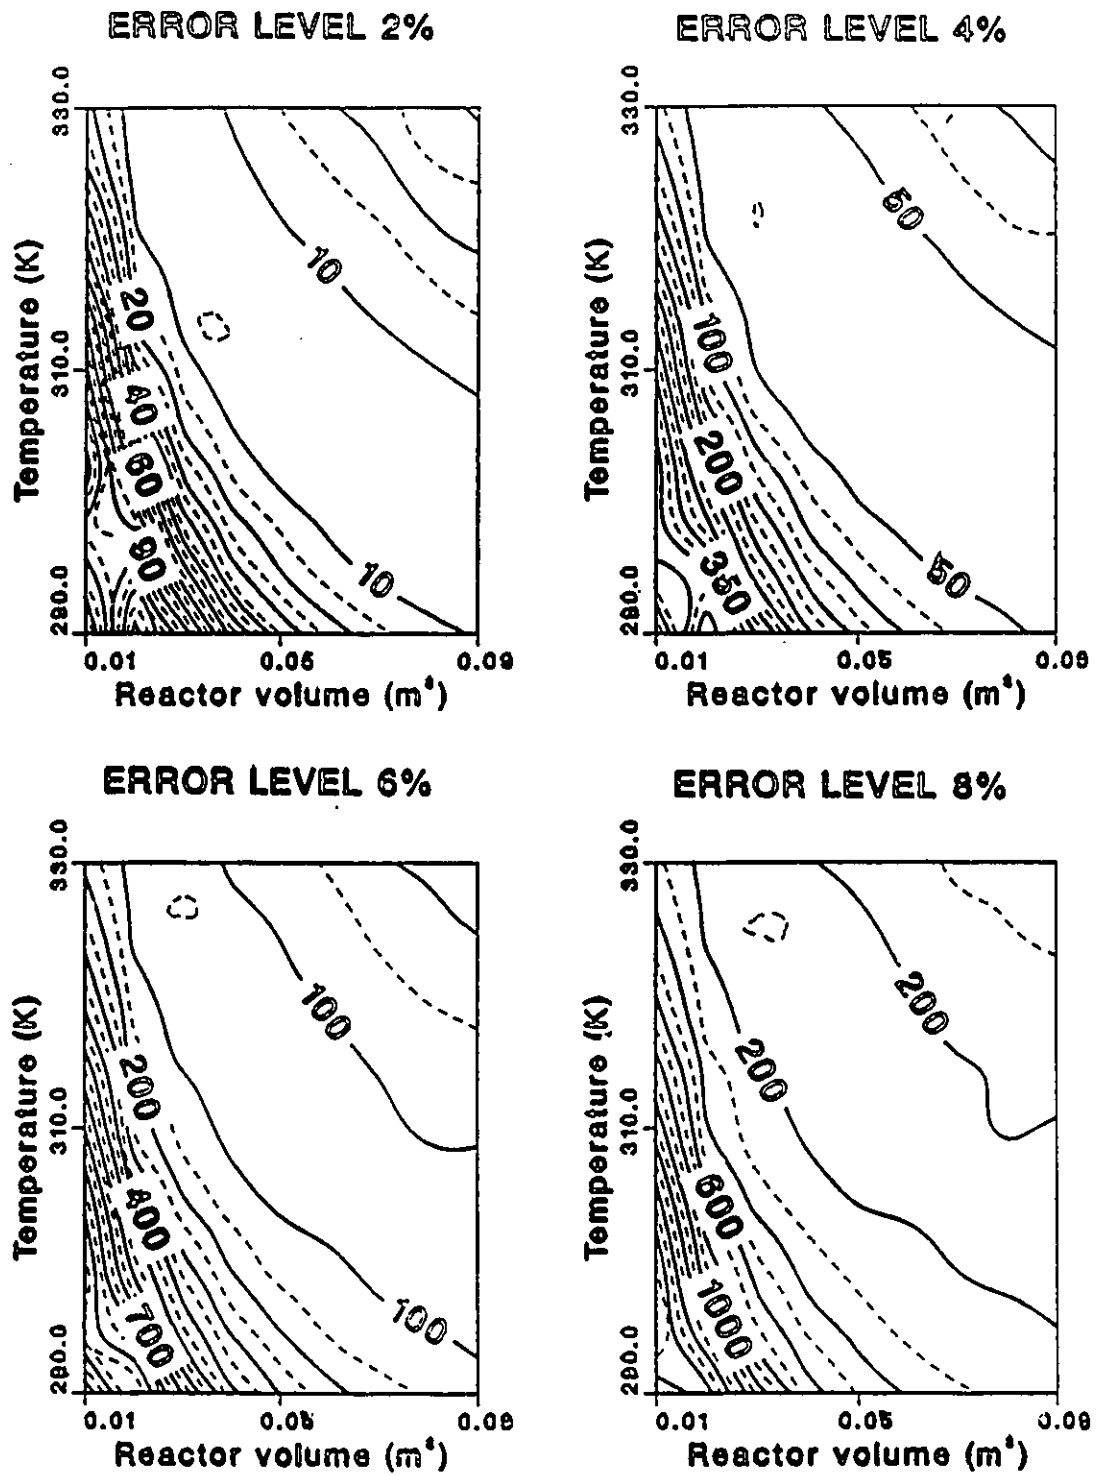 ERROR LEVEL 2%
330.0
310.0
290.0
Temperature (K)
10
20
40
60
90
10
0.01 0.05 0.09
Reactor volume (m³)
ERROR LEVEL 4%
330.0
310.0
290.0
Temperature (K)
50
100
200
350
50
0.01 0.05 0.09
Reactor volume (m³)
ERROR LEVEL 6%
330.0
310.0
290.0
Temperature (K)
100
200
400
700
100
0.01 0.05 0.09
Reactor volume (m³)
ERROR LEVEL 8%
330.0
310.0
290.0
Temperature (K)
200
200
600
1000
0.01 0.05 0.09
Reactor volume (m³)